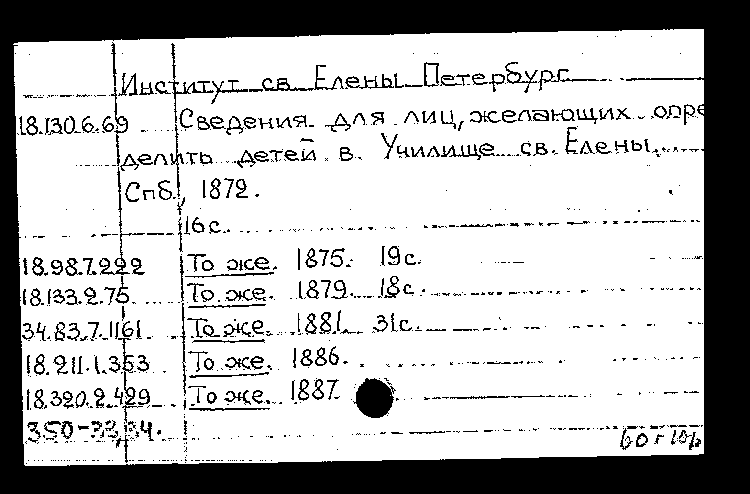 Институт св. Елены Петербург
18.130.6.69 Сведения для лиц, желающих опре
делить детей в Училище св. Елены.
Спб., 1872.
16 с.
18.98.7.222 То же. 1875. 19 с.
18.133.2.75 То же. 1879. 18 с.
34.83.7.1161 То же. 1881. 31 с.
18.211.1.353 То же. 1886.
18.320.2.429 То же. 1887.